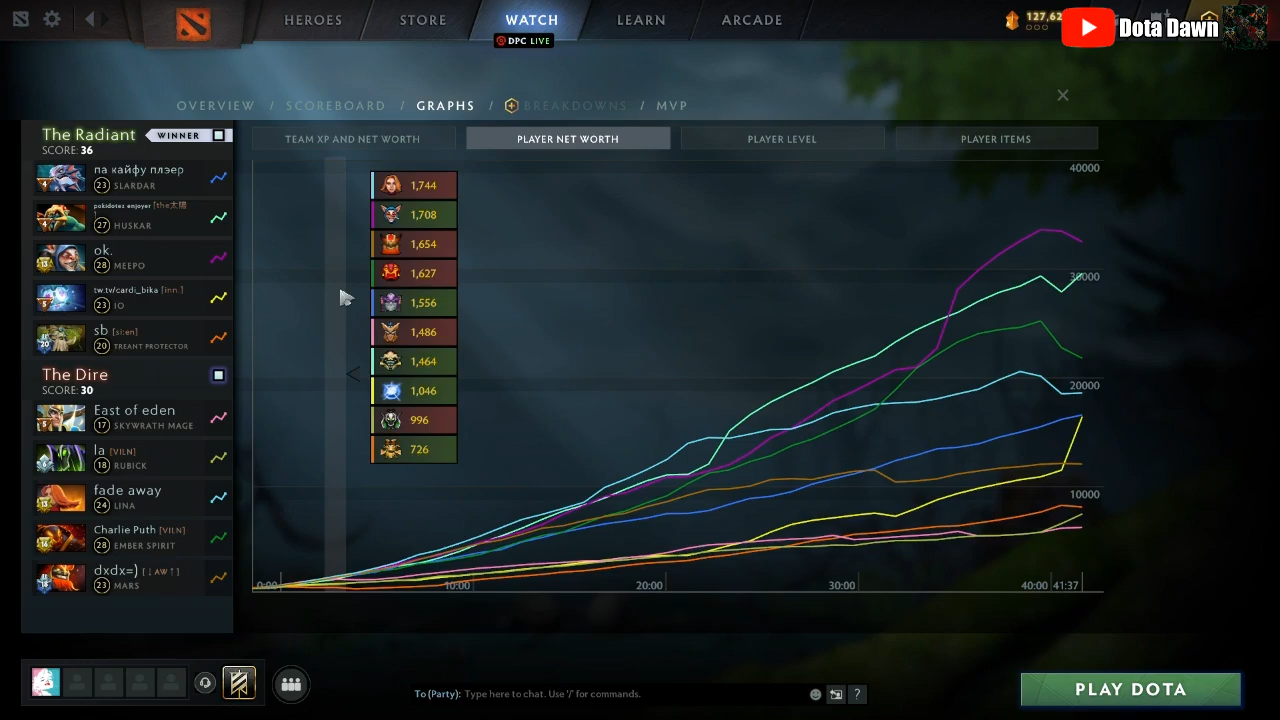 HEROES
STORE
WATCH
LEARN
ARCADE
DPC LIVE
Dota Dawn
OVERVIEW / SCOREBOARD / GRAPHS / BREAKDOWNS / MVP
The Radiant
WINNER
SCORE: 36
TEAM XP AND NET WORTH
PLAYER NET WORTH
PLAYER LEVEL
PLAYER ITEMS
па кайфу плэер
23 SLARDAR
pokidotez enjoyer [the太陽
27 HUSKAR
ok.
28 MEEPO
tw.tv/cardi_bika [inn.]
23 IO
sb [si:en]
20 TREANT PROTECTOR
The Dire
SCORE: 30
East of eden
17 SKYWRATH MAGE
la [VILN]
18 RUBICK
fade away
24 LINA
Charlie Puth [VILN]
28 EMBER SPIRIT
dxdx=) [↓AW↑]
23 MARS
1,744
1,708
1,654
1,627
1,556
1,486
1,464
1,046
996
726
40000
30000
20000
10000
0:00
10:00
20:00
30:00
40:00
41:37
To (Party): Type here to chat. Use '/' for commands.
?
PLAY DOTA